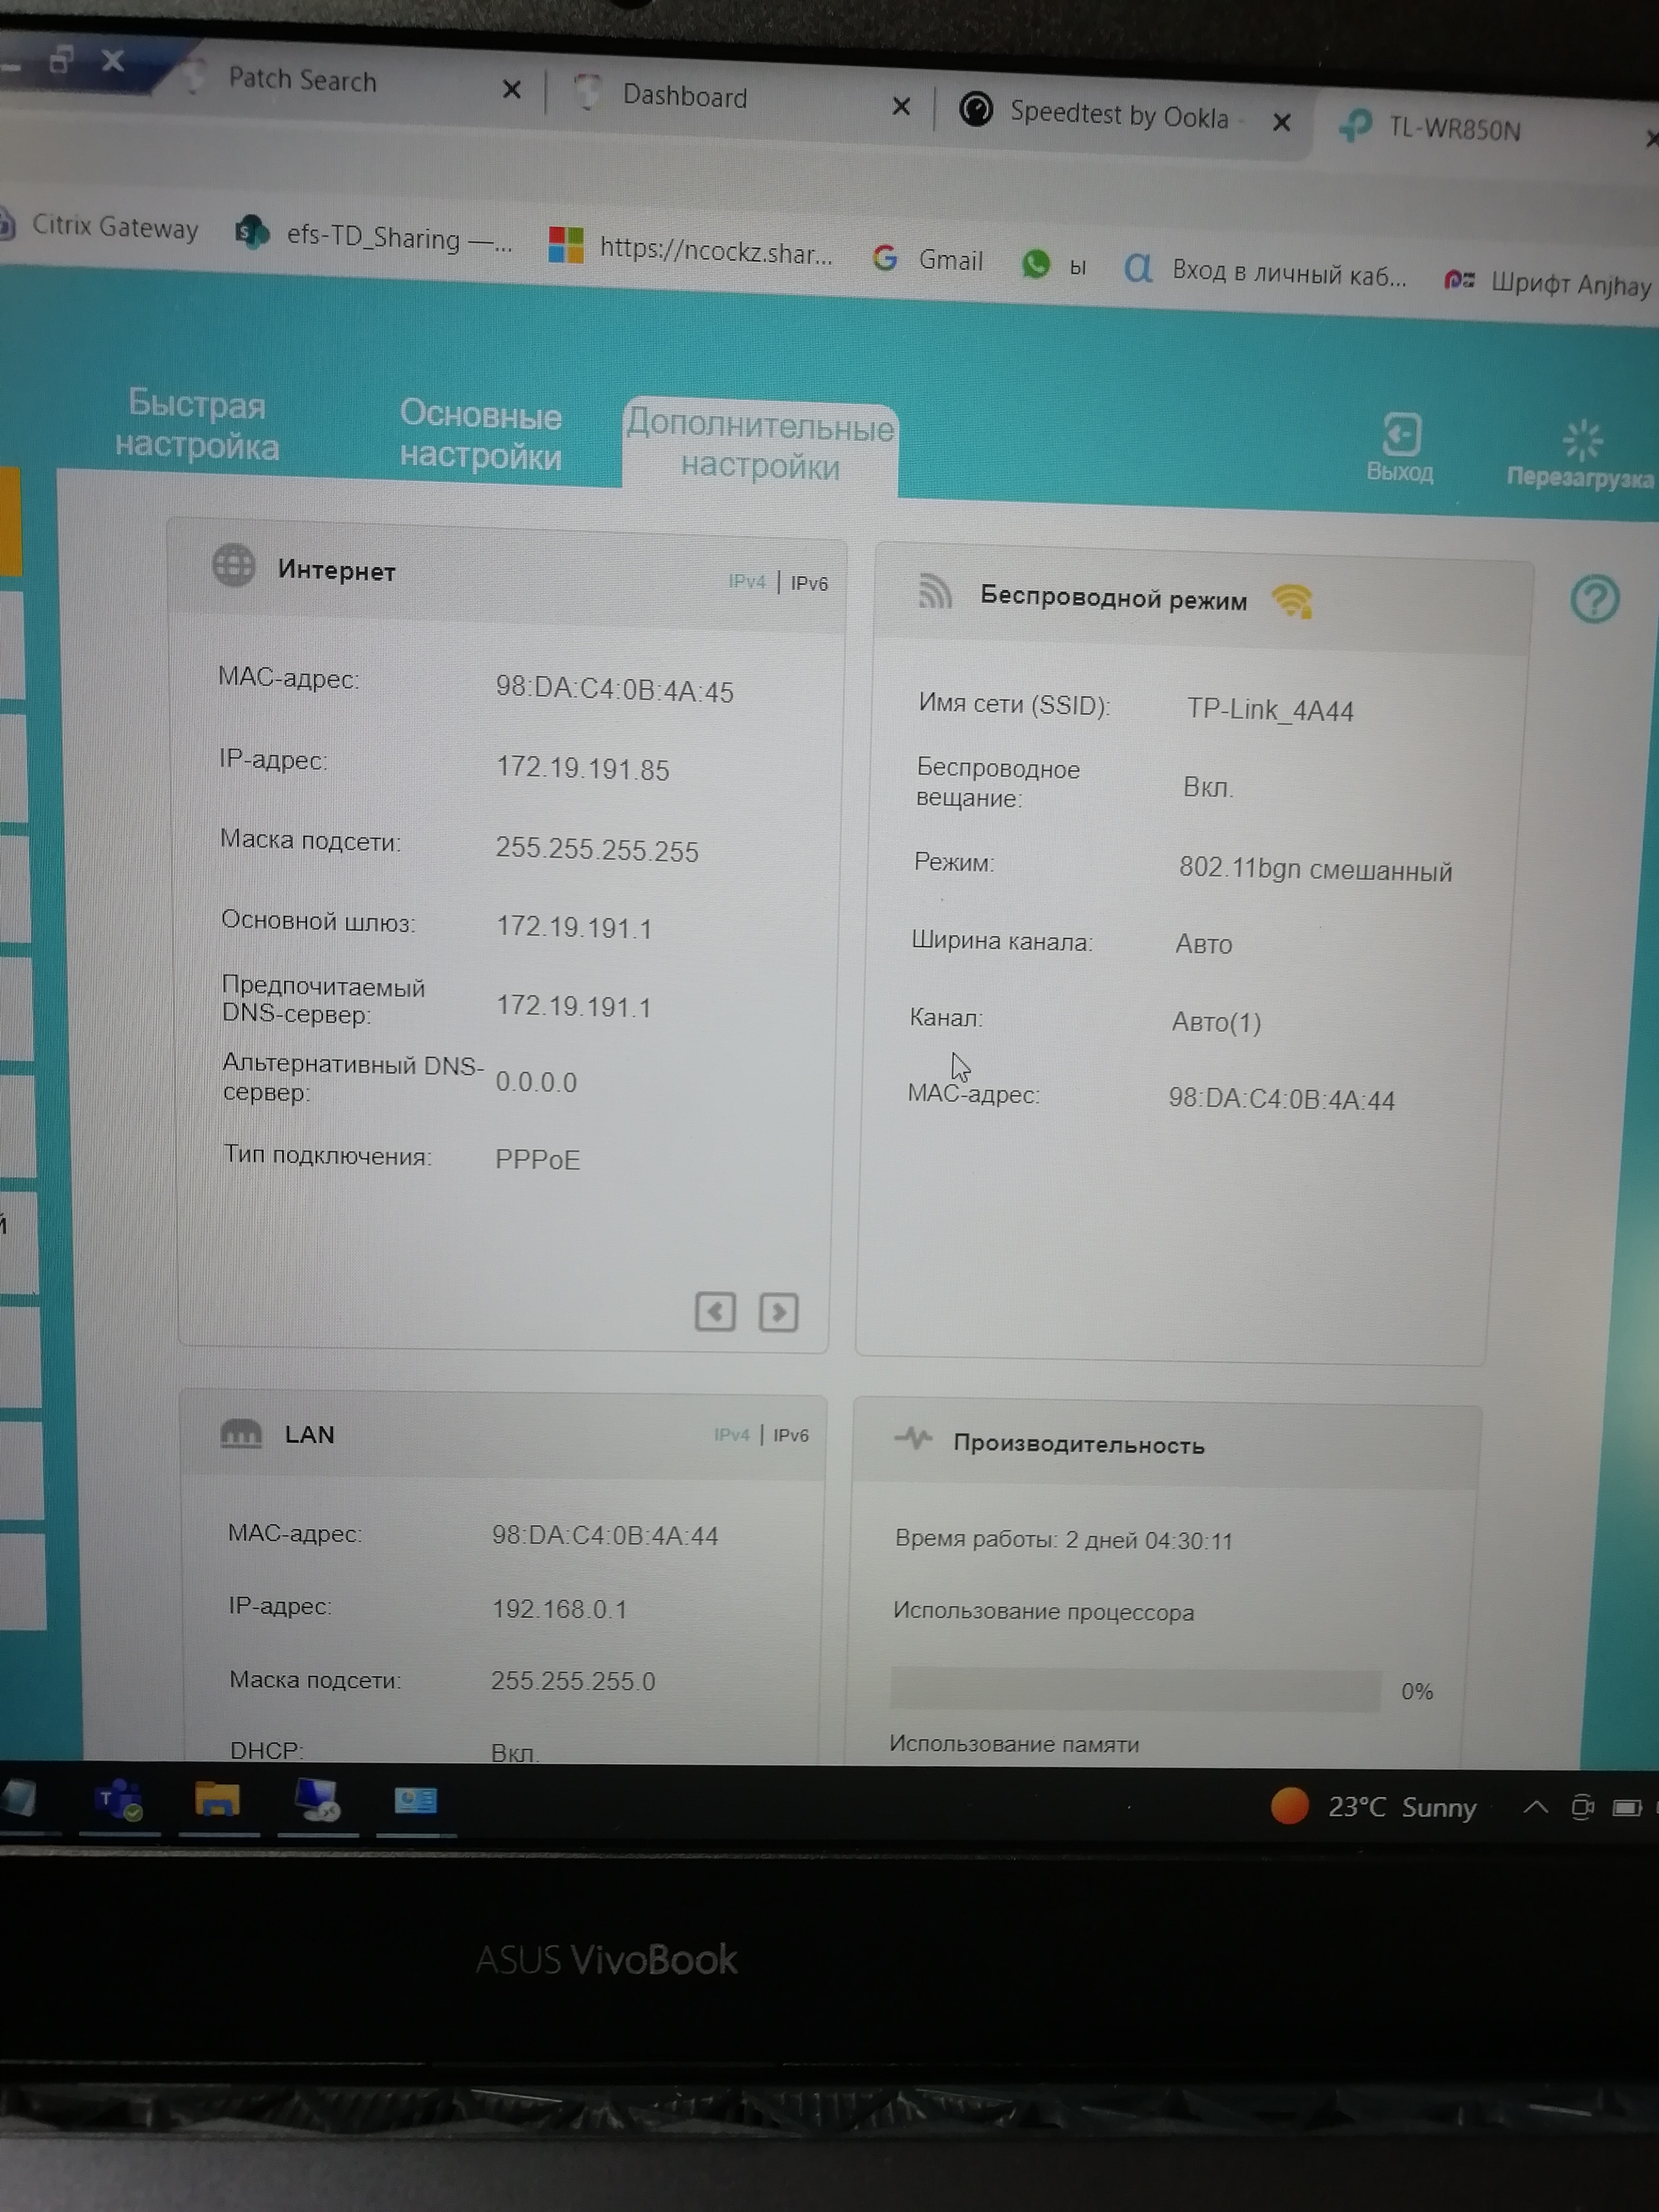 Patch Search
Dashboard
Speedtest by Ookla -
TL-WR850N
Citrix Gateway
efs-TD_Sharing —...
https://ncockz.shar...
Gmail
ы
Вход в личный каб...
Шрифт Anjhay
Быстрая
настройка
Основные
настройки
Дополнительные
настройки
Выход
Перезагрузка
Интернет
IPv4 | IPv6
MAC-адрес: 98:DA:C4:0B:4A:45
IP-адрес: 172.19.191.85
Маска подсети: 255.255.255.255
Основной шлюз: 172.19.191.1
Предпочитаемый
DNS-сервер: 172.19.191.1
Альтернативный DNS-
сервер: 0.0.0.0
Тип подключения: PPPoE
Беспроводной режим
?
Имя сети (SSID): TP-Link_4A44
Беспроводное
вещание: Вкл.
Режим: 802.11bgn смешанный
Ширина канала: Авто
Канал: Авто(1)
MAC-адрес: 98:DA:C4:0B:4A:44
й
LAN
IPv4 | IPv6
MAC-адрес: 98:DA:C4:0B:4A:44
IP-адрес: 192.168.0.1
Маска подсети: 255.255.255.0
DHCP: Вкл.
Производительность
Время работы: 2 дней 04:30:11
Использование процессора
0%
Использование памяти
23°C Sunny
ASUS VivoBook